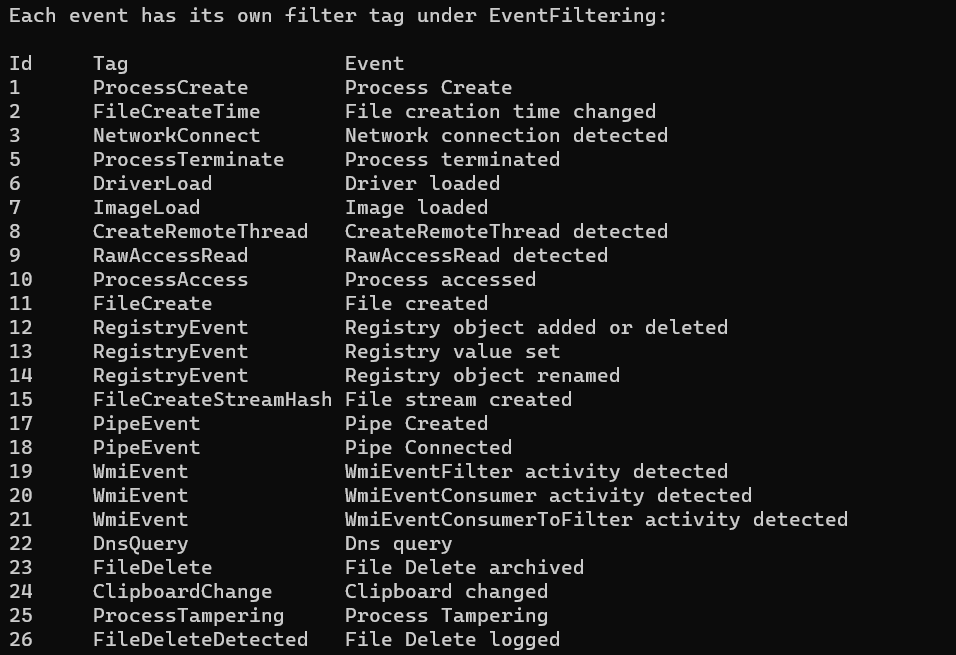 Each event has its own filter tag under EventFiltering:
Id Tag Event
1 ProcessCreate Process Create
2 FileCreateTime File creation time changed
3 NetworkConnect Network connection detected
5 ProcessTerminate Process terminated
6 DriverLoad Driver loaded
7 ImageLoad Image loaded
8 CreateRemoteThread CreateRemoteThread detected
9 RawAccessRead RawAccessRead detected
10 ProcessAccess Process accessed
11 FileCreate File created
12 RegistryEvent Registry object added or deleted
13 RegistryEvent Registry value set
14 RegistryEvent Registry object renamed
15 FileCreateStreamHash File stream created
17 PipeEvent Pipe Created
18 PipeEvent Pipe Connected
19 WmiEvent WmiEventFilter activity detected
20 WmiEvent WmiEventConsumer activity detected
21 WmiEvent WmiEventConsumerToFilter activity detected
22 DnsQuery Dns query
23 FileDelete File Delete archived
24 ClipboardChange Clipboard changed
25 ProcessTampering Process Tampering
26 FileDeleteDetected File Delete logged